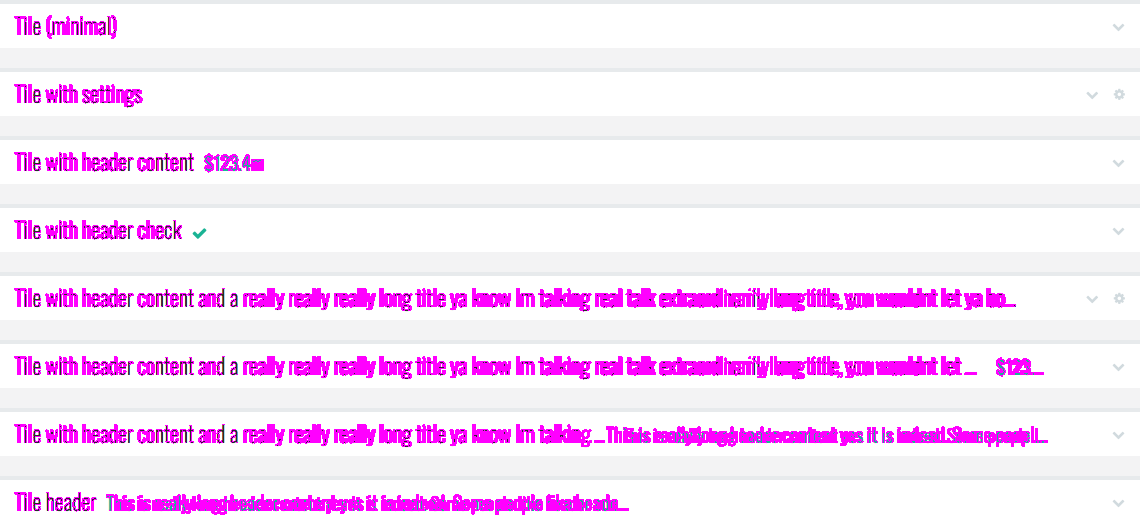 Tile (minimal)
Tile with settings
Tile with header content $123.4m
Tile with header check
Tile with header content and a really really really long title ya know Im talking real talk extraordinarily long title, you wouldnt let ya ho...
Tile with header content and a really really really long title ya know Im talking real talk extraordinarily long title, you wouldnt let ... $123...
Tile with header content and a really really really long title ya know Im talking ... This is really long header content yes it is indeed. Some peopl...
Tile header This is really long header content yes it is indeed. Some people like heade...